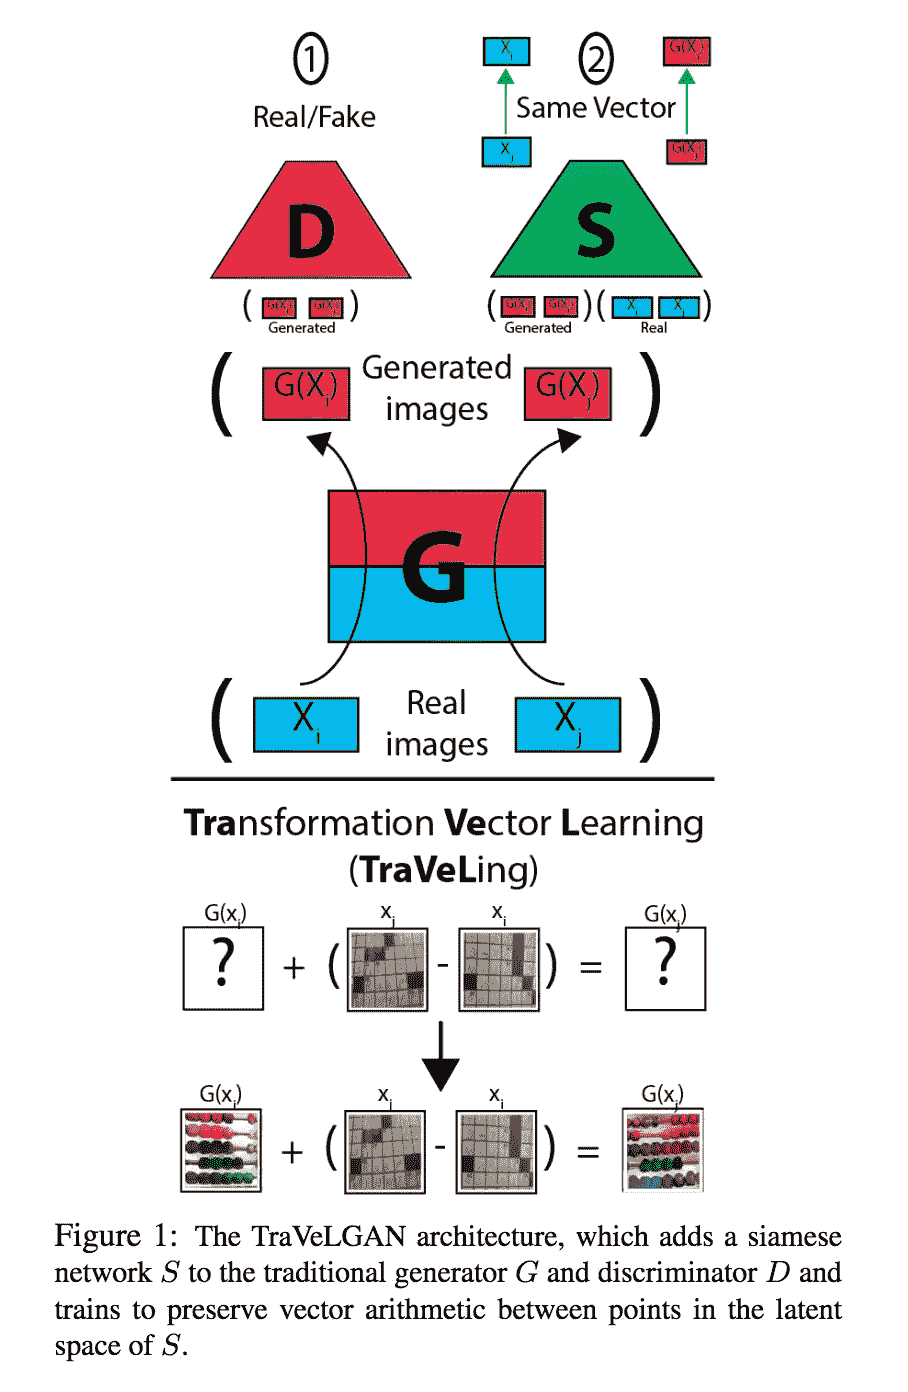 1 2
Real/Fake Same Vector
X_i G(X_i)
X_j G(X_j)
D S
( G(X_i) G(X_j) ) ( G(X_i) G(X_j) ) ( X_i X_j )
Generated Generated Real
( G(X_i) Generated images G(X_j) )
G
( X_i Real images X_j )
Transformation Vector Learning
(TraVeLing)
G(x_i) x_j x_i G(x_j)
? + ( - ) = ?
G(x_i) x_j x_i G(x_j)
+ ( - ) =
Figure 1: The TraVeLGAN architecture, which adds a siamese
network S to the traditional generator G and discriminator D and
trains to preserve vector arithmetic between points in the latent
space of S.